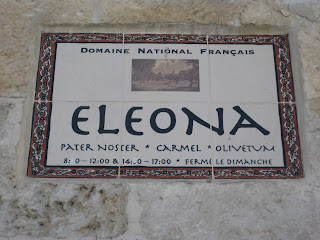 DOMAINE NATIONAL FRANÇAIS
ELEONA
PATER NOSTER * CARMEL * OLIVETUM
8: 0 - 12:00 & 14: 0 - 17:00 * FERMÉ LE DIMANCHE